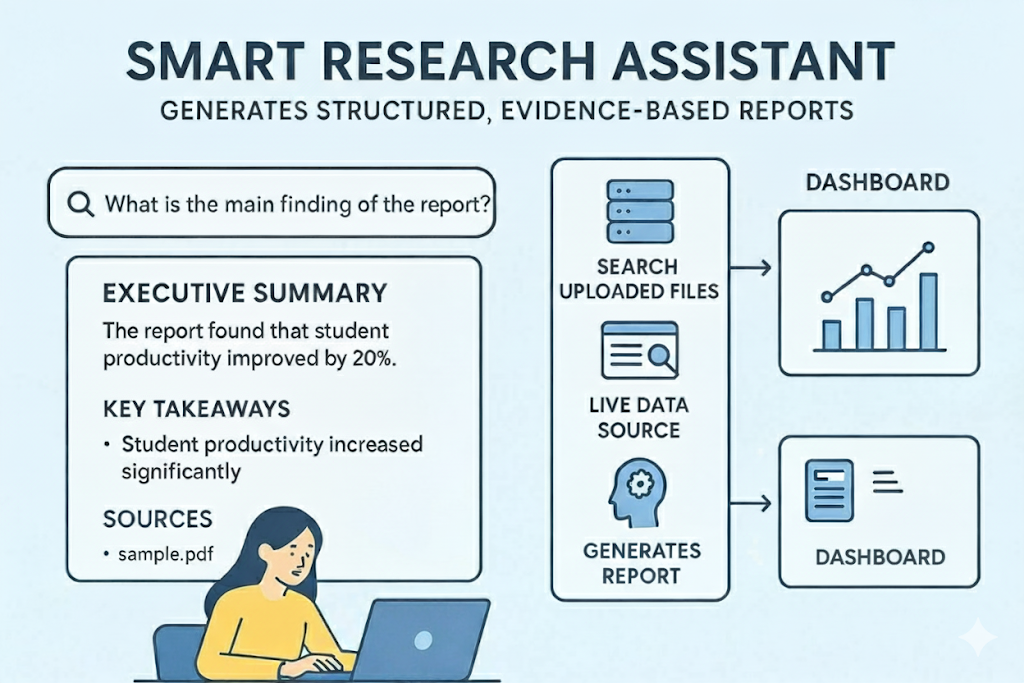 SMART RESEARCH ASSISTANT
GENERATES STRUCTURED, EVIDENCE-BASED REPORTS
What is the main finding of the report?
EXECUTIVE SUMMARY
The report found that student
productivity improved by 20%.
KEY TAKEAWAYS
• Student productivity increased
significantly
SOURCES
• sample.pdf
SEARCH
UPLOADED FILES
LIVE DATA
SOURCE
GENERATES
REPORT
DASHBOARD
DASHBOARD